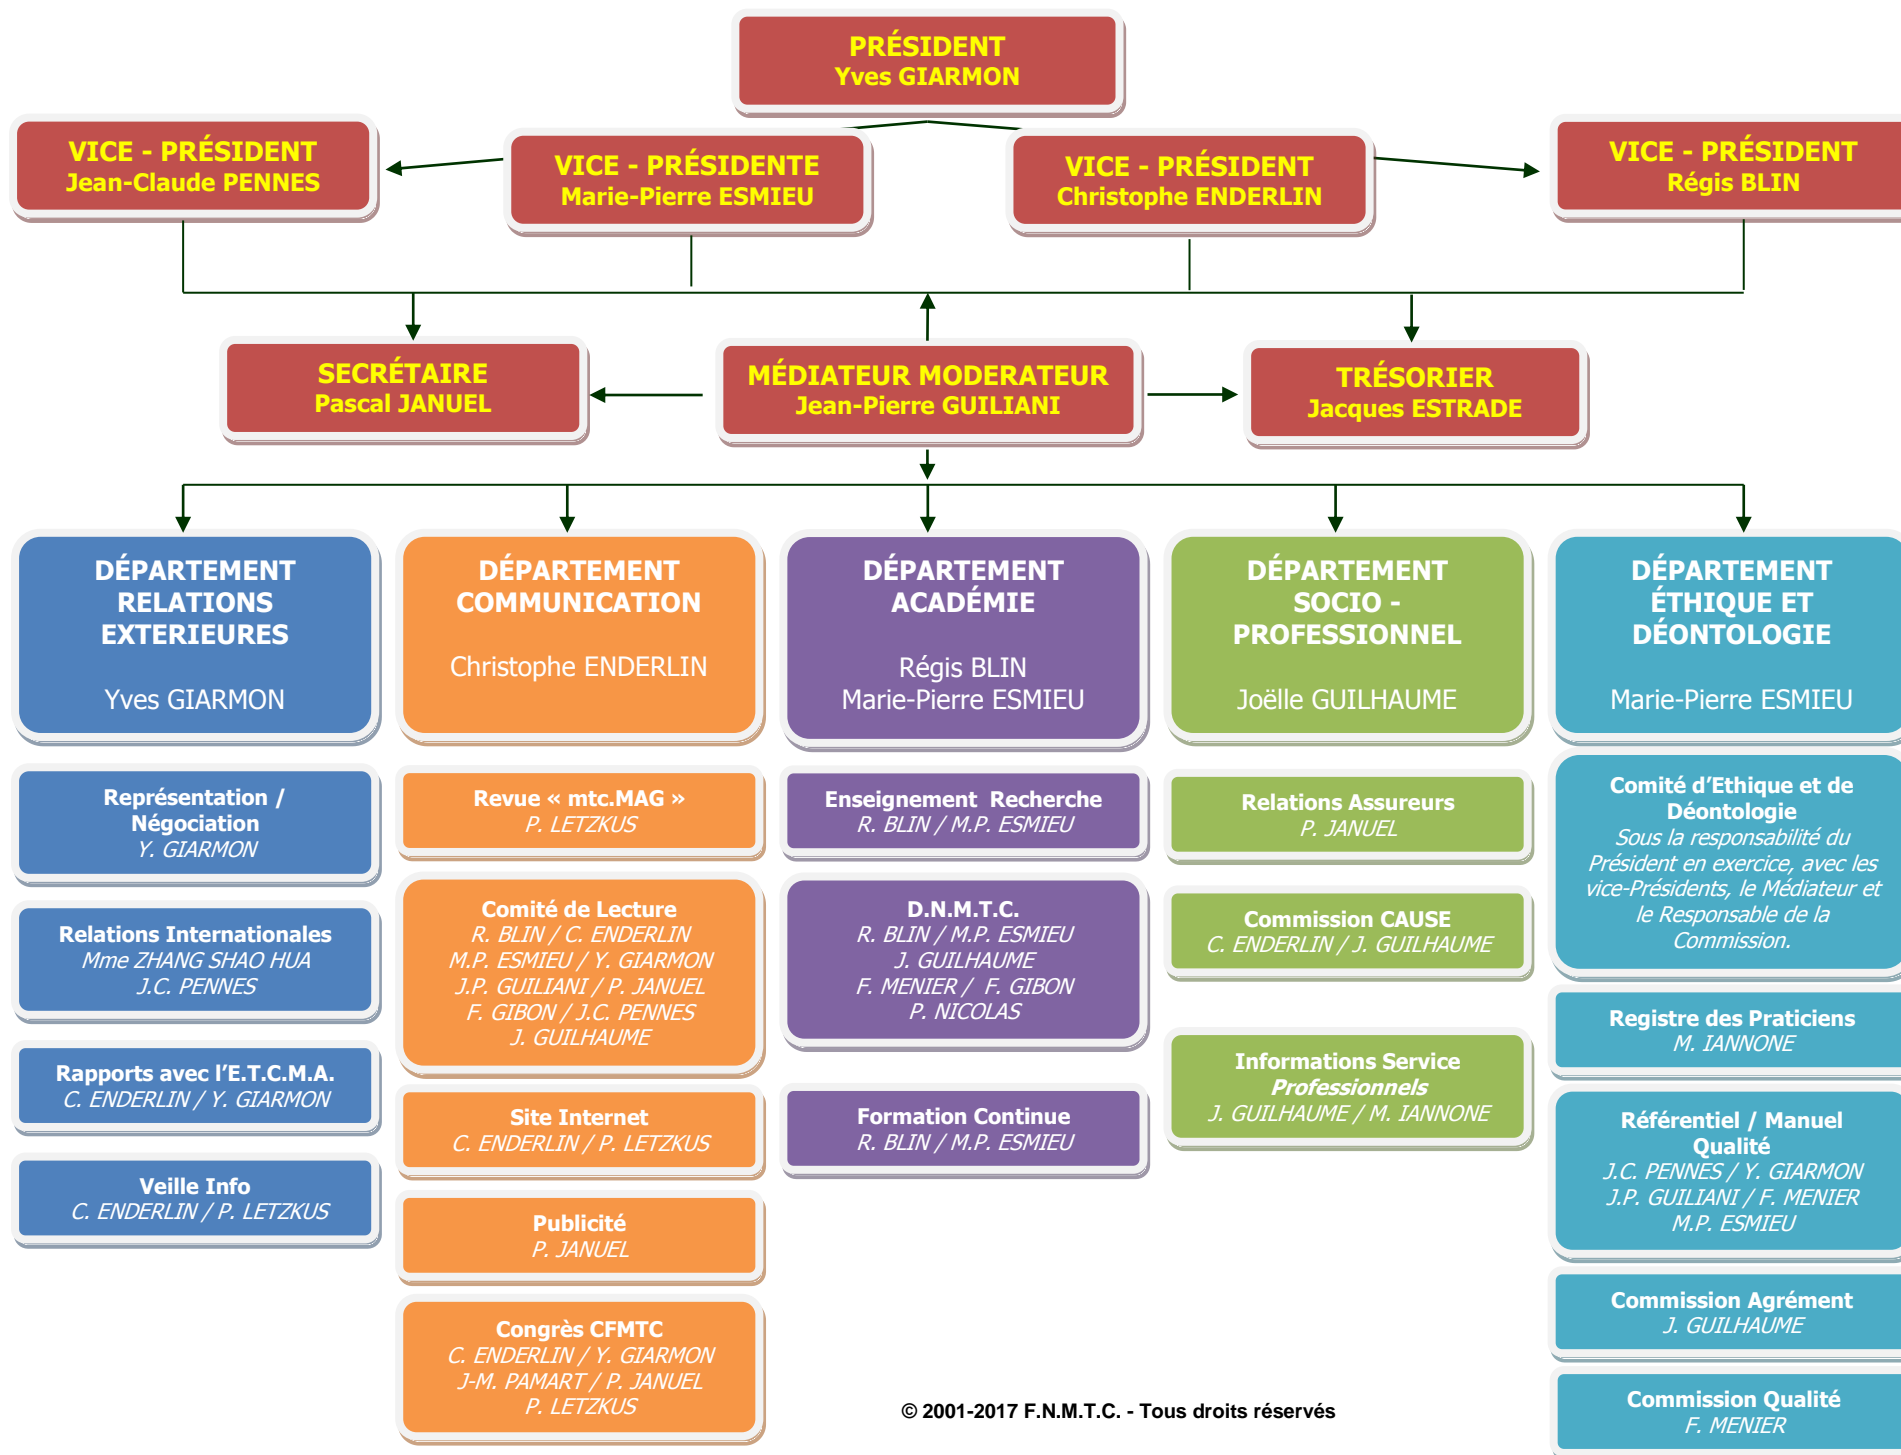 PRÉSIDENT
Yves GIARMON
VICE - PRÉSIDENT
Jean-Claude PENNES
VICE - PRÉSIDENTE
Marie-Pierre ESMIEU
VICE - PRÉSIDENT
Christophe ENDERLIN
VICE - PRÉSIDENT
Régis BLIN
SECRÉTAIRE
Pascal JANUEL
MÉDIATEUR MODERATEUR
Jean-Pierre GUILIANI
TRÉSORIER
Jacques ESTRADE
DÉPARTEMENT
RELATIONS
EXTERIEURES
Yves GIARMON
Représentation /
Négociation
Y. GIARMON
Relations Internationales
Mme ZHANG SHAO HUA
J.C. PENNES
Rapports avec l'E.T.C.M.A.
C. ENDERLIN / Y. GIARMON
Veille Info
C. ENDERLIN / P. LETZKUS
DÉPARTEMENT
COMMUNICATION
Christophe ENDERLIN
Revue « mtc.MAG »
P. LETZKUS
Comité de Lecture
R. BLIN / C. ENDERLIN
M.P. ESMIEU / Y. GIARMON
J.P. GUILIANI / P. JANUEL
F. GIBON / J.C. PENNES
J. GUILHAUME
Site Internet
C. ENDERLIN / P. LETZKUS
Publicité
P. JANUEL
Congrès CFMTC
C. ENDERLIN / Y. GIARMON
J-M. PAMART / P. JANUEL
P. LETZKUS
DÉPARTEMENT
ACADÉMIE
Régis BLIN
Marie-Pierre ESMIEU
Enseignement Recherche
R. BLIN / M.P. ESMIEU
D.N.M.T.C.
R. BLIN / M.P. ESMIEU
J. GUILHAUME
F. MENIER / F. GIBON
P. NICOLAS
Formation Continue
R. BLIN / M.P. ESMIEU
DÉPARTEMENT
SOCIO -
PROFESSIONNEL
Joëlle GUILHAUME
Relations Assureurs
P. JANUEL
Commission CAUSE
C. ENDERLIN / J. GUILHAUME
Informations Service
Professionnels
J. GUILHAUME / M. IANNONE
DÉPARTEMENT
ÉTHIQUE ET
DÉONTOLOGIE
Marie-Pierre ESMIEU
Comité d'Ethique et de
Déontologie
Sous la responsabilité du
Président en exercice, avec les
vice-Présidents, le Médiateur et
le Responsable de la
Commission.
Registre des Praticiens
M. IANNONE
Référentiel / Manuel
Qualité
J.C. PENNES / Y. GIARMON
J.P. GUILIANI / F. MENIER
M.P. ESMIEU
Commission Agrément
J. GUILHAUME
Commission Qualité
F. MENIER
© 2001-2017 F.N.M.T.C. - Tous droits réservés